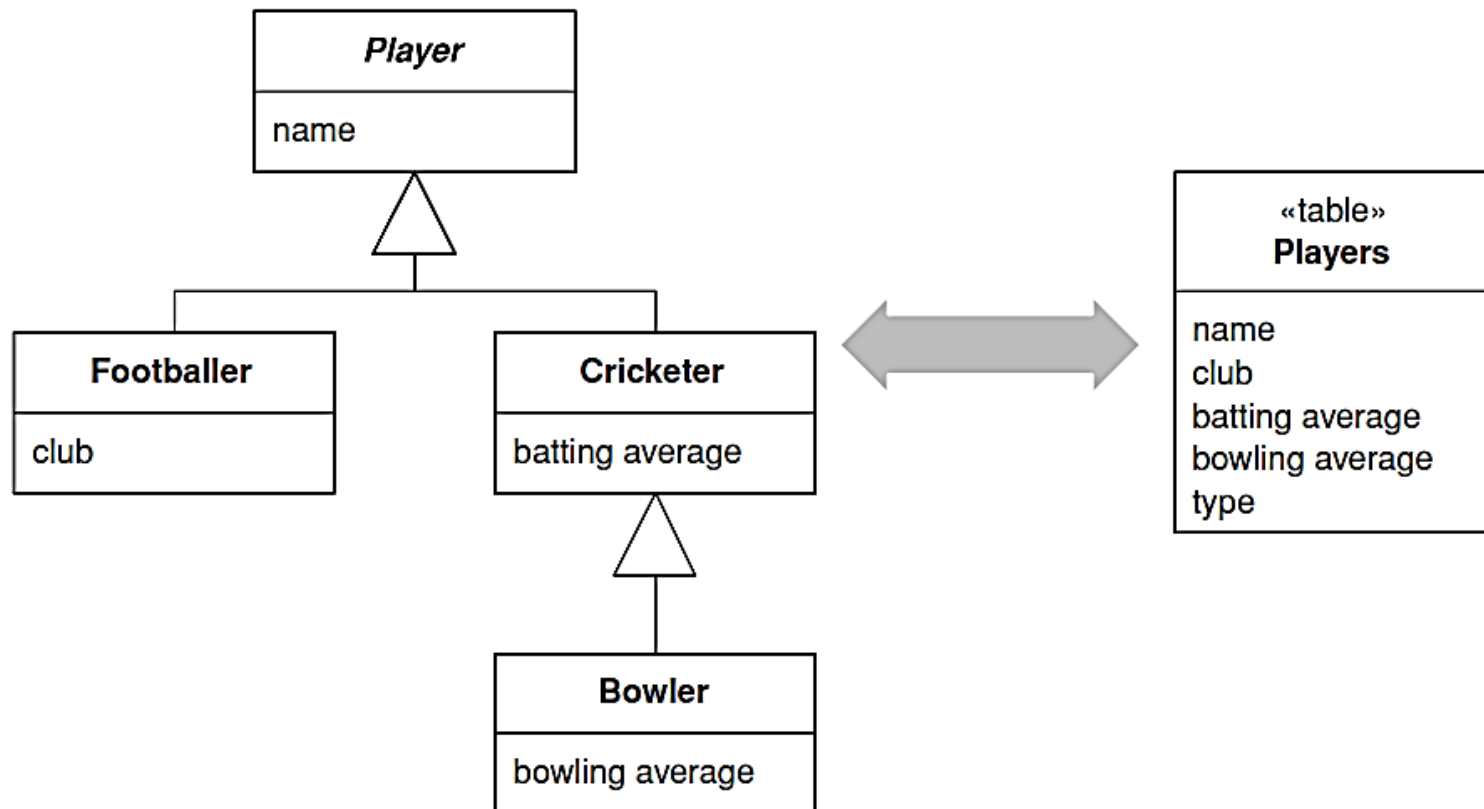 Player
name
Footballer
club
Cricketer
batting average
Bowler
bowling average
«table»
Players
name
club
batting average
bowling average
type